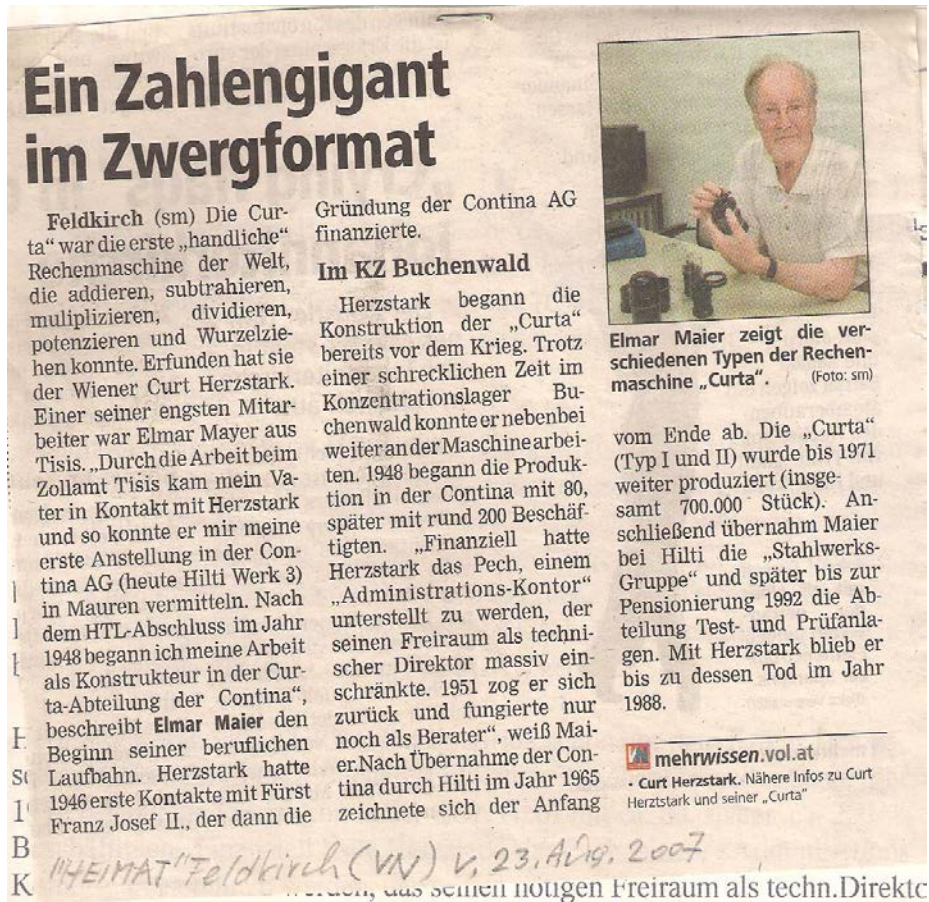 Ein Zahlengigant
im Zwergformat
Feldkirch (sm) Die Cur-
ta“ war die erste „handliche“
Rechenmaschine der Welt,
die addieren, subtrahieren,
muliplizieren, dividieren,
potenzieren und Wurzelzie-
hen konnte. Erfunden hat sie
der Wiener Curt Herzstark.
Einer seiner engsten Mitar-
beiter war Elmar Mayer aus
Tisis. „Durch die Arbeit beim
Zollamt Tisis kam mein Va-
ter in Kontakt mit Herzstark
und so konnte er mir meine
erste Anstellung in der Con-
tina AG (heute Hilti Werk 3)
in Mauren vermitteln. Nach
dem HTL-Abschluss im Jahr
1948 begann ich meine Arbeit
als Konstrukteur in der Cur-
ta-Abteilung der Contina“,
beschreibt Elmar Maier den
Beginn seiner beruflichen
Laufbahn. Herzstark hatte
1946 erste Kontakte mit Fürst
Franz Josef II., der dann die
Gründung der Contina AG
finanzierte.
Im KZ Buchenwald
Herzstark begann die
Konstruktion der „Curta“
bereits vor dem Krieg. Trotz
einer schrecklichen Zeit im
Konzentrationslager Bu-
chenwald konnte er nebenbei
weiter an der Maschine arbei-
ten. 1948 begann die Produk-
tion in der Contina mit 80,
später mit rund 200 Beschäf-
tigten. „Finanziell hatte
Herzstark das Pech, einem
„Administrations-Kontor“
unterstellt zu werden, der
seinen Freiraum als techni-
scher Direktor massiv ein-
schränkte. 1951 zog er sich
zurück und fungierte nur
noch als Berater“, weiß Mai-
er.Nach Übernahme der Con-
tina durch Hilti im Jahr 1965
zeichnete sich der Anfang
Elmar Maier zeigt die ver-
schiedenen Typen der Rechen-
maschine „Curta“. (Foto: sm)
vom Ende ab. Die „Curta“
(Typ I und II) wurde bis 1971
weiter produziert (insge-
samt 700.000 Stück). An-
schließend übernahm Maier
bei Hilti die „Stahlwerks-
Gruppe“ und später bis zur
Pensionierung 1992 die Ab-
teilung Test- und Prüfanla-
gen. Mit Herzstark blieb er
bis zu dessen Tod im Jahr
1988.
mehrwissen.vol.at
· Curt Herzstark. Nähere Infos zu Curt
Herztstark und seiner „Curta“
"HEIMAT" Feldkirch (VN) v. 23. Aug. 2007
das seinen nötigen Freiraum als techn.Direktc